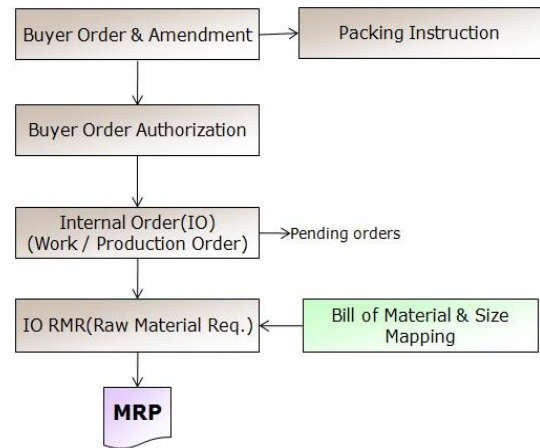 Buyer Order & Amendment
Packing Instruction
Buyer Order Authorization
Internal Order(IO)
(Work / Production Order)
Pending orders
IO RMR(Raw Material Req.)
Bill of Material & Size
Mapping
MRP